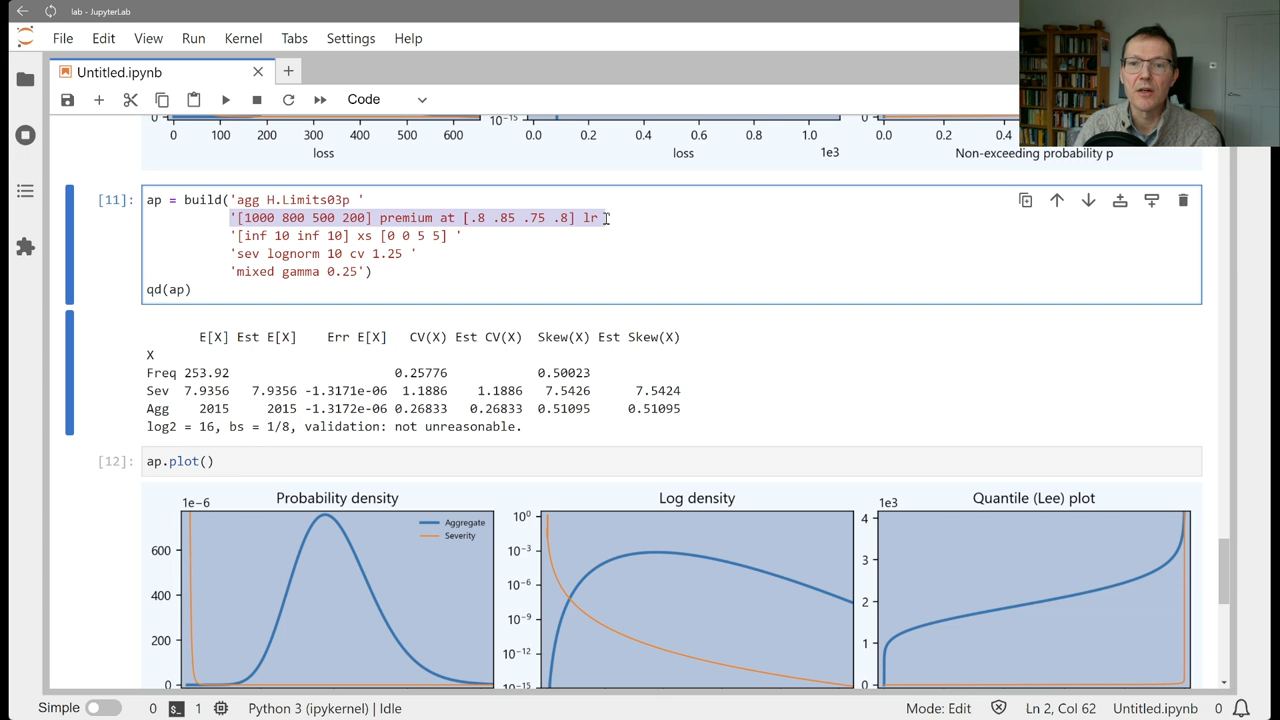 lab - JupyterLab
File Edit View Run Kernel Tabs Settings Help
Untitled.ipynb
Code
0 100 200 300 400 500 600
loss
10^-15
0.0 0.2 0.4 0.6 0.8 1.0
1e3
loss
0
0.0 0.2 0.4
Non-exceeding probability p
[11]: ap = build('agg H.Limits03p '
'[1000 800 500 200] premium at [.8 .85 .75 .8] lr
'[inf 10 inf 10] xs [0 0 5 5] '
'sev lognorm 10 cv 1.25 '
'mixed gamma 0.25')
qd(ap)
E[X] Est E[X] Err E[X] CV(X) Est CV(X) Skew(X) Est Skew(X)
X
Freq 253.92 0.25776 0.50023
Sev 7.9356 7.9356 -1.3171e-06 1.1886 1.1886 7.5426 7.5424
Agg 2015 2015 -1.3172e-06 0.26833 0.26833 0.51095 0.51095
log2 = 16, bs = 1/8, validation: not unreasonable.
[12]: ap.plot()
Probability density
1e-6
600
400
200
0
Aggregate
Severity
Log density
10^0
10^-3
10^-6
10^-9
10^-12
10^-15
Quantile (Lee) plot
1e3
4
3
2
1
0
Simple 0 1 Python 3 (ipykernel) | Idle Mode: Edit Ln 2, Col 62 Untitled.ipynb 0